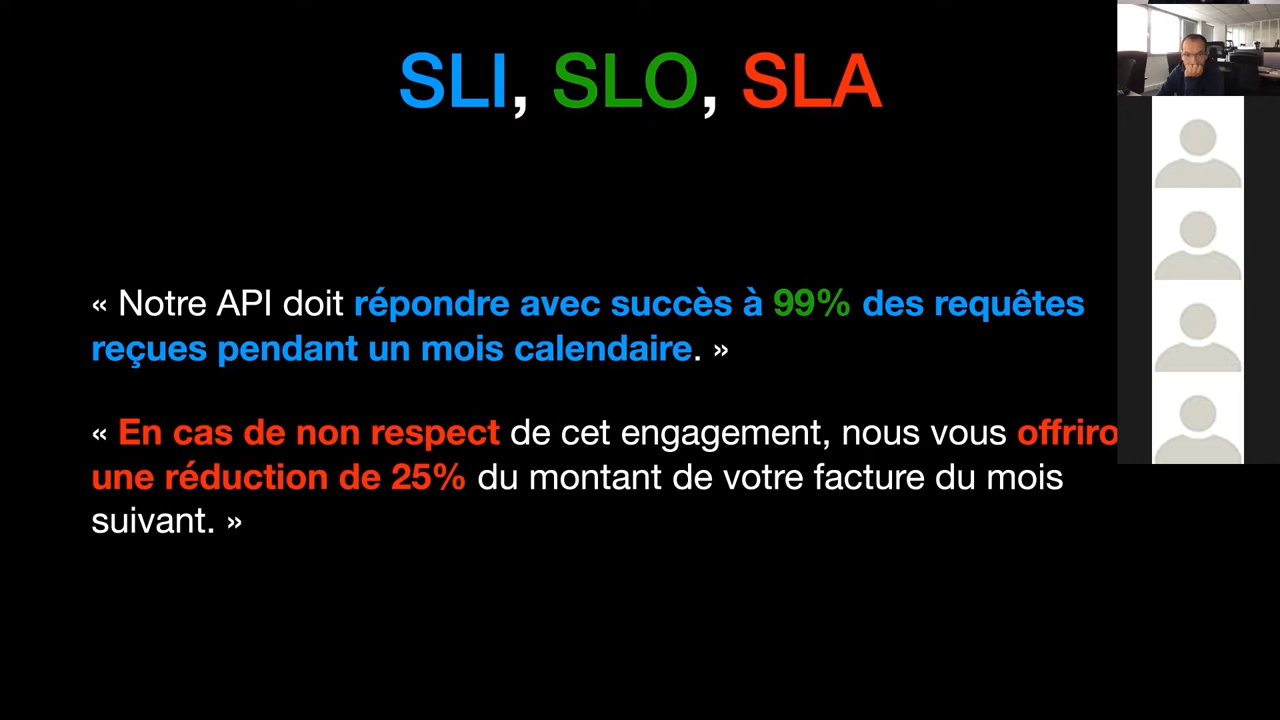 SLI, SLO, SLA
« Notre API doit répondre avec succès à 99% des requêtes
reçues pendant un mois calendaire. »
« En cas de non respect de cet engagement, nous vous offriro
une réduction de 25% du montant de votre facture du mois
suivant. »